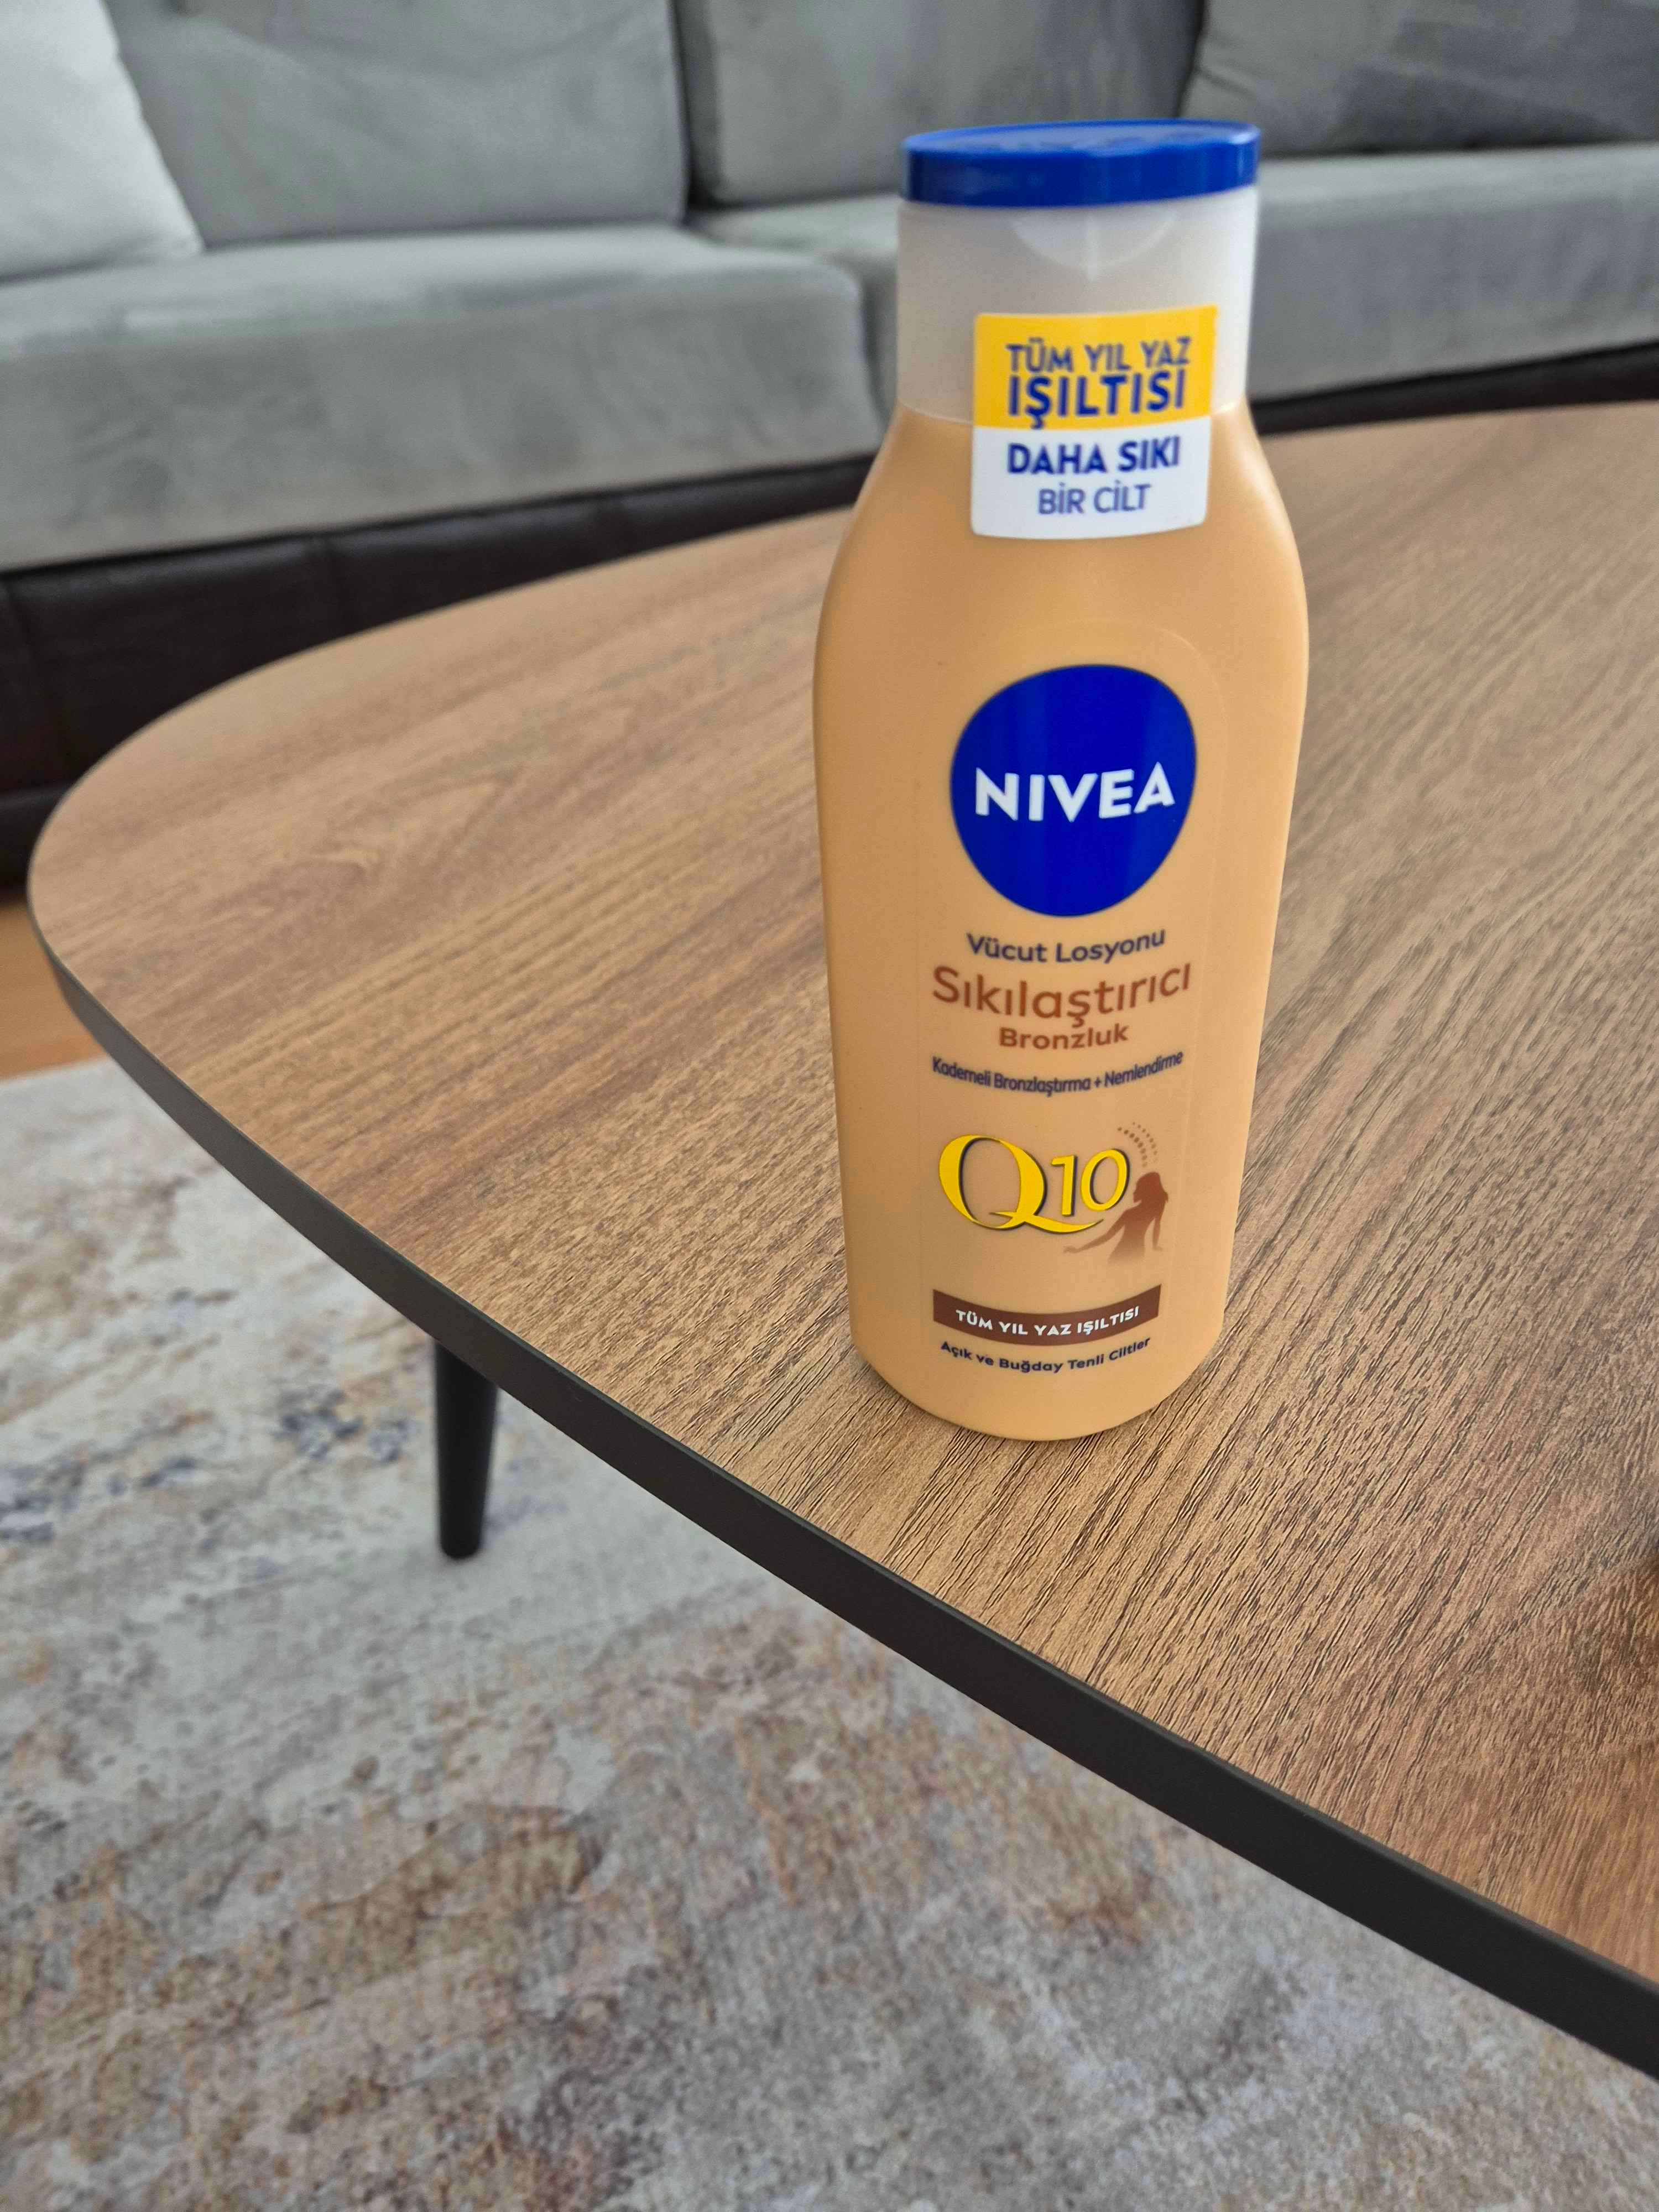 TÜM YIL YAZ
IŞILTISI
DAHA SIKI
BİR CİLT
NIVEA
Vücut Losyonu
Sıkılaştırıcı
Bronzluk
Kademeli Bronzlaştırma + Nemlendirme
Q10
TÜM YIL YAZ IŞILTISI
Açık ve Buğday Tenli Ciltler